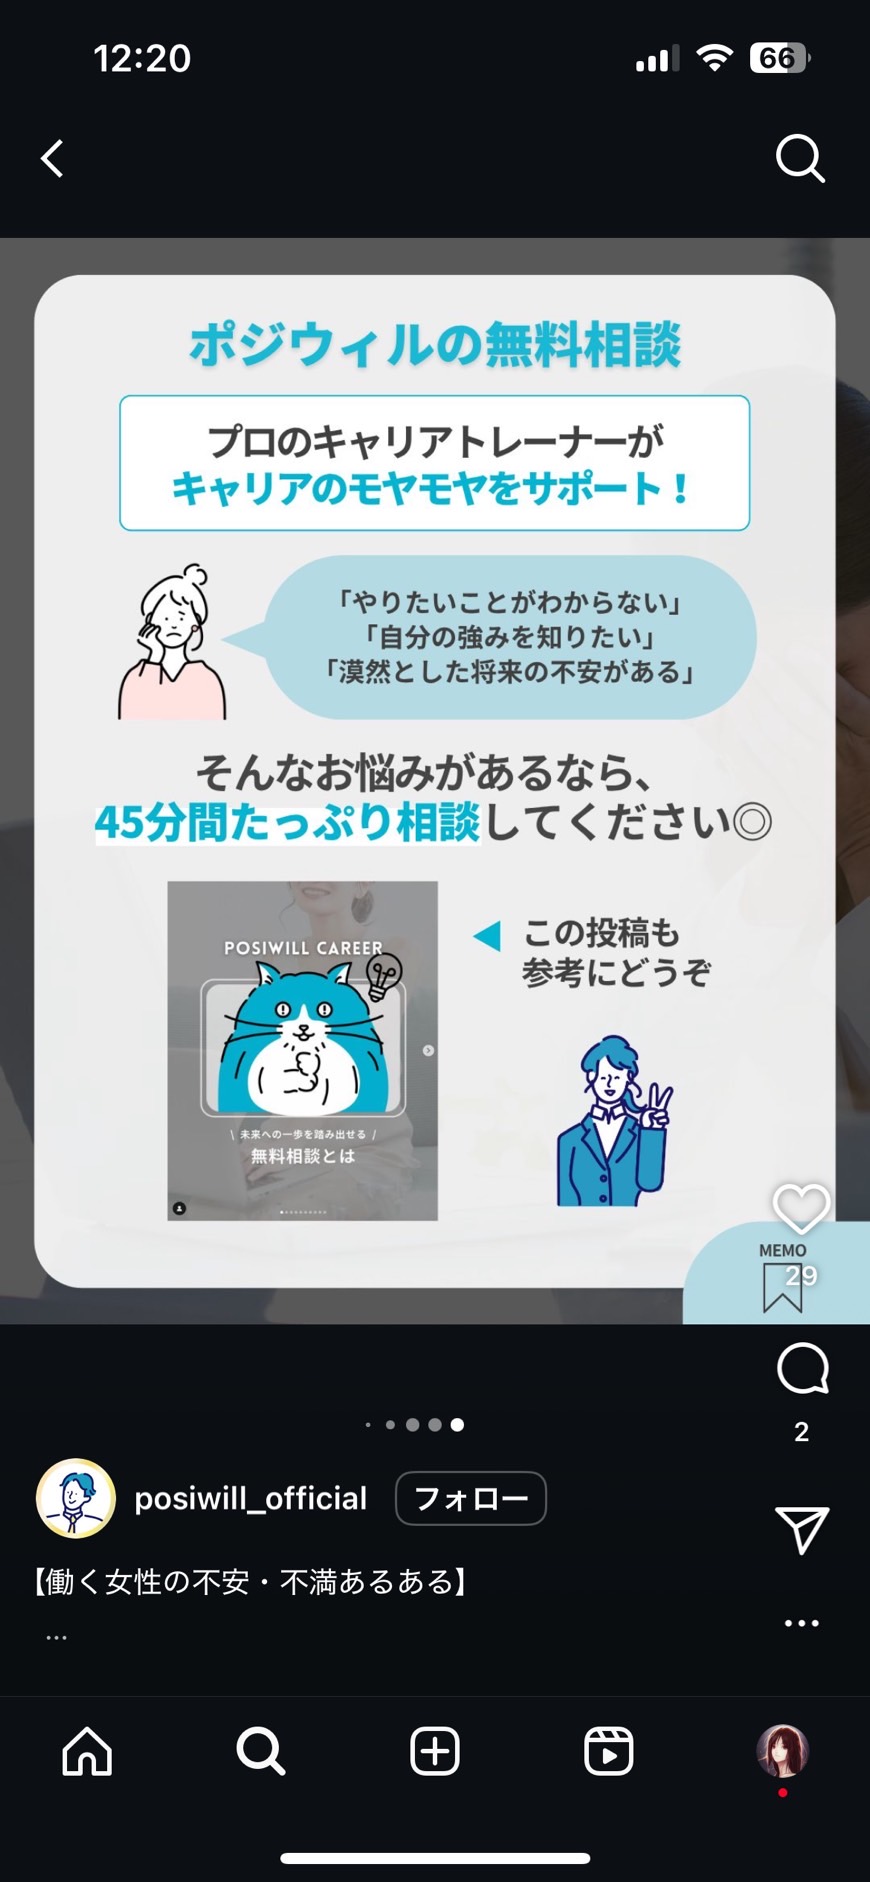 12:20
66
ポジウィルの無料相談
プロのキャリアトレーナーが
キャリアのモヤモヤをサポート！
「やりたいことがわからない」
「自分の強みを知りたい」
「漠然とした将来の不安がある」
そんなお悩みがあるなら、
45分間たっぷり相談してください◎
POSIWILL CAREER
\ 未来への一歩を踏み出せる /
無料相談とは
この投稿も
参考にどうぞ
MEMO
29
2
posiwill_official
フォロー
【働く女性の不安・不満あるある】
...